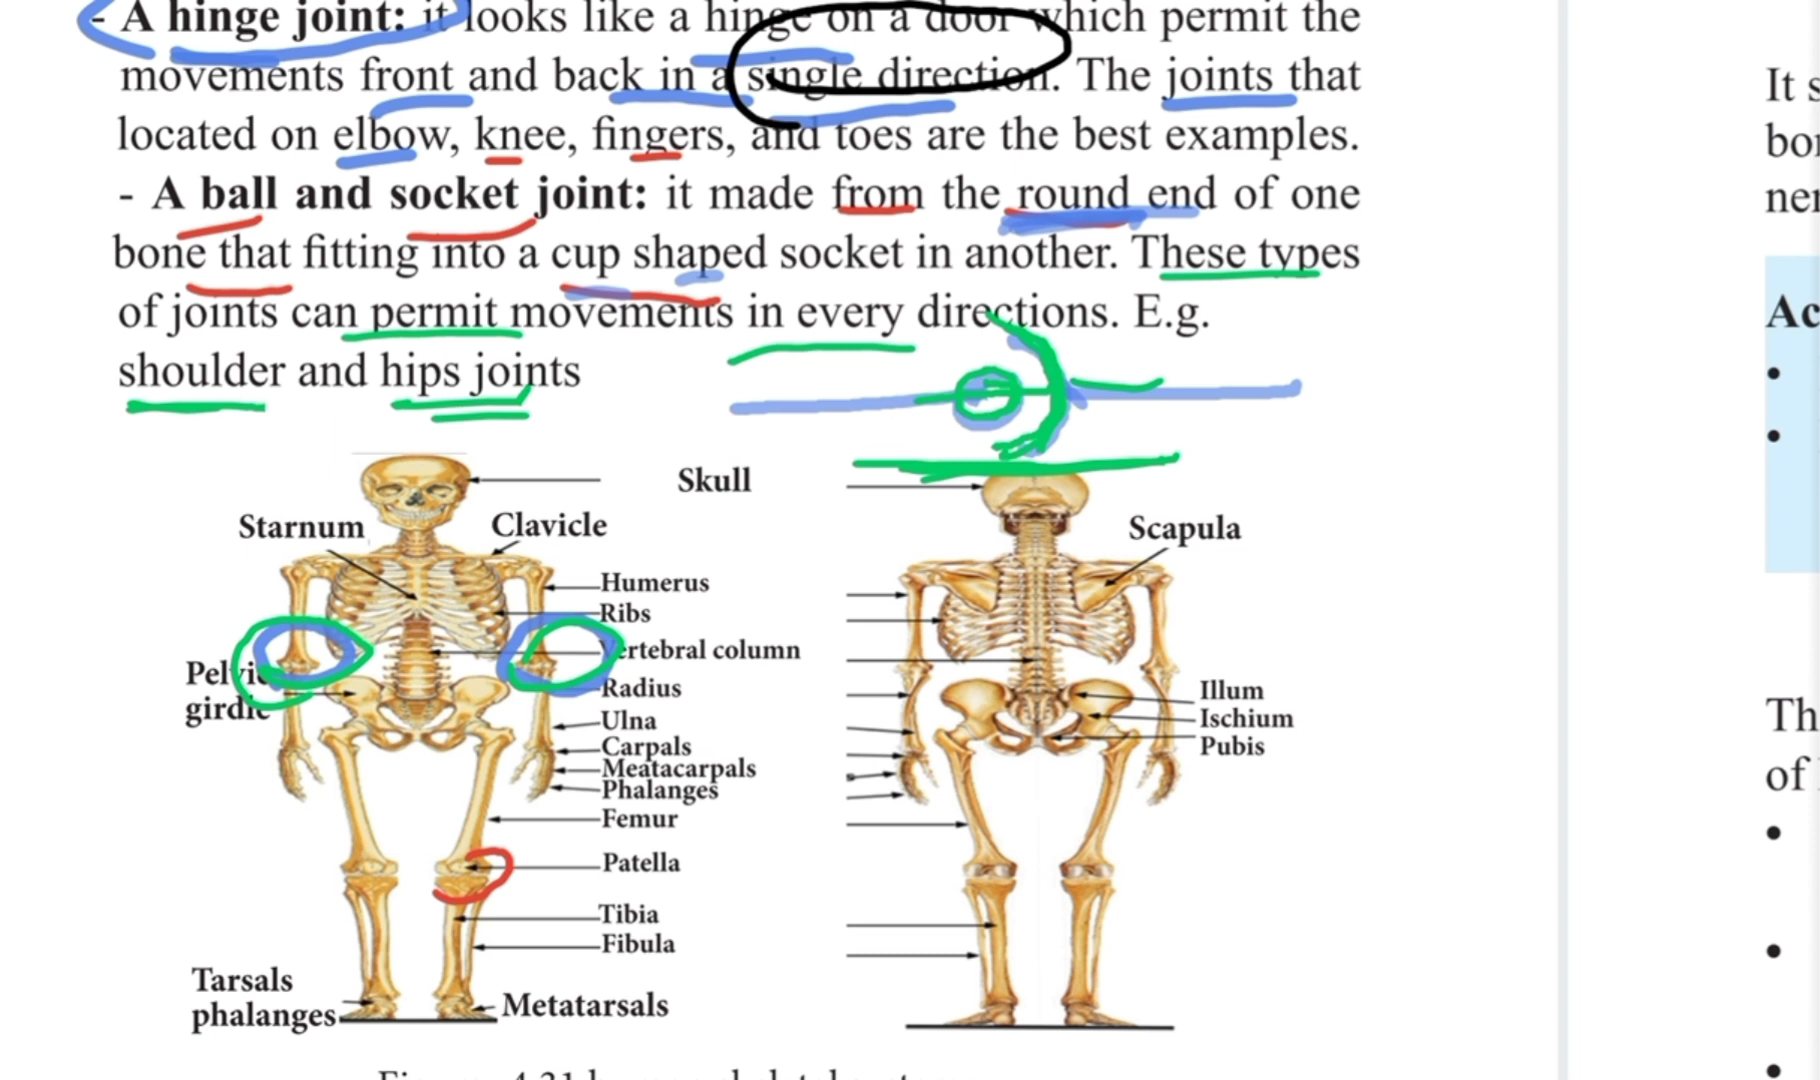 - A hinge joint: it looks like a hinge on a door which permit the
movements front and back in a single direction. The joints that
located on elbow, knee, fingers, and toes are the best examples.
- A ball and socket joint: it made from the round end of one
bone that fitting into a cup shaped socket in another. These types
of joints can permit movements in every directions. E.g.
shoulder and hips joints
Skull
Starnum
Clavicle
Scapula
Humerus
Ribs
Vertebral column
Pelvic
girdle
Radius
Illum
Ulna
Ischium
Carpals
Pubis
Meatacarpals
Phalanges
Femur
Patella
Tibia
Fibula
Tarsals
phalanges
Metatarsals
It s
bo
ne
Ac
•
•
Th
of
•
•
•